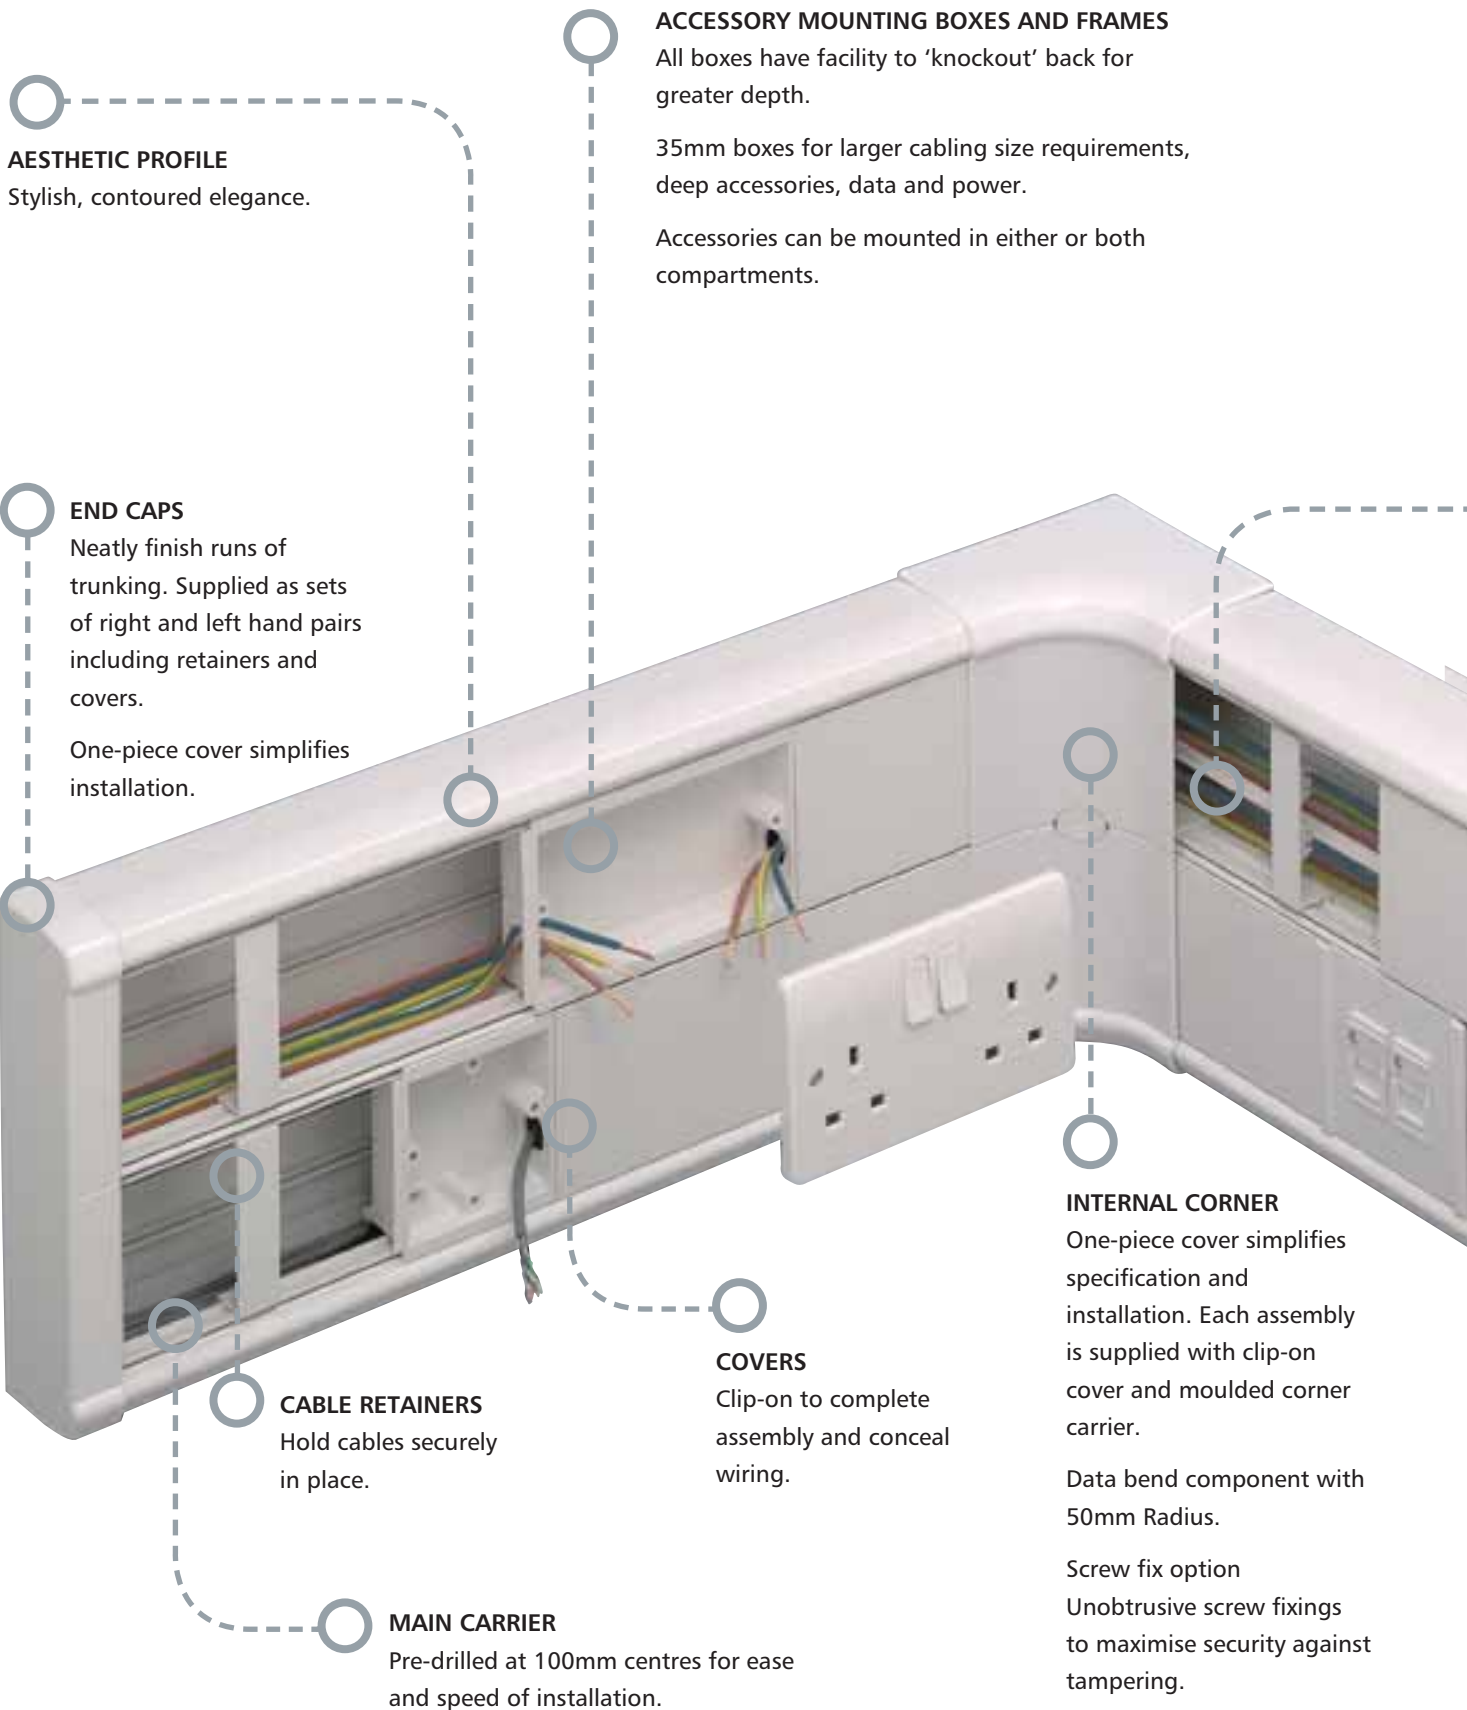 ACCESSORY MOUNTING BOXES AND FRAMES
All boxes have facility to ‘knockout’ back for
greater depth.
35mm boxes for larger cabling size requirements,
deep accessories, data and power.
Accessories can be mounted in either or both
compartments.
AESTHETIC PROFILE
Stylish, contoured elegance.
END CAPS
Neatly finish runs of
trunking. Supplied as sets
of right and left hand pairs
including retainers and
covers.
One-piece cover simplifies
installation.
INTERNAL CORNER
One-piece cover simplifies
specification and
installation. Each assembly
is supplied with clip-on
cover and moulded corner
carrier.
Data bend component with
50mm Radius.
Screw fix option
Unobtrusive screw fixings
to maximise security against
tampering.
COVERS
Clip-on to complete
assembly and conceal
wiring.
CABLE RETAINERS
Hold cables securely
in place.
MAIN CARRIER
Pre-drilled at 100mm centres for ease
and speed of installation.